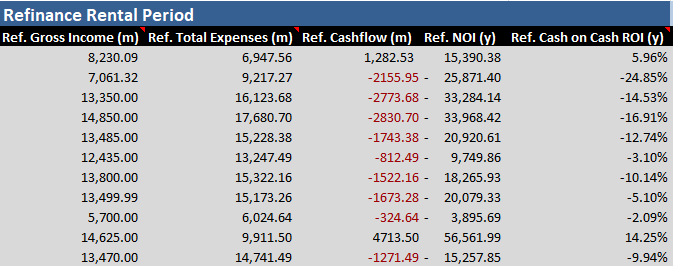 Refinance Rental Period
Ref. Gross Income (m) Ref. Total Expenses (m) Ref. Cashflow (m) Ref. NOI (y) Ref. Cash on Cash ROI (y)
8,230.09 6,947.56 1,282.53 15,390.38 5.96%
7,061.32 9,217.27 -2155.95 - 25,871.40 -24.85%
13,350.00 16,123.68 -2773.68 - 33,284.14 -14.53%
14,850.00 17,680.70 -2830.70 - 33,968.42 -16.91%
13,485.00 15,228.38 -1743.38 - 20,920.61 -12.74%
12,435.00 13,247.49 -812.49 - 9,749.86 -3.10%
13,800.00 15,322.16 -1522.16 - 18,265.93 -10.14%
13,499.99 15,173.26 -1673.28 - 20,079.33 -5.10%
5,700.00 6,024.64 -324.64 - 3,895.69 -2.09%
14,625.00 9,911.50 4713.50 56,561.99 14.25%
13,470.00 14,741.49 -1271.49 - 15,257.85 -9.94%